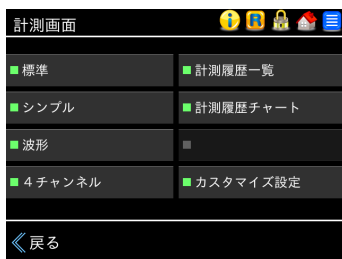 計測画面
R
標準
計測履歴一覧
シンプル
計測履歴チャート
波形
4チャンネル
カスタマイズ設定
戻る